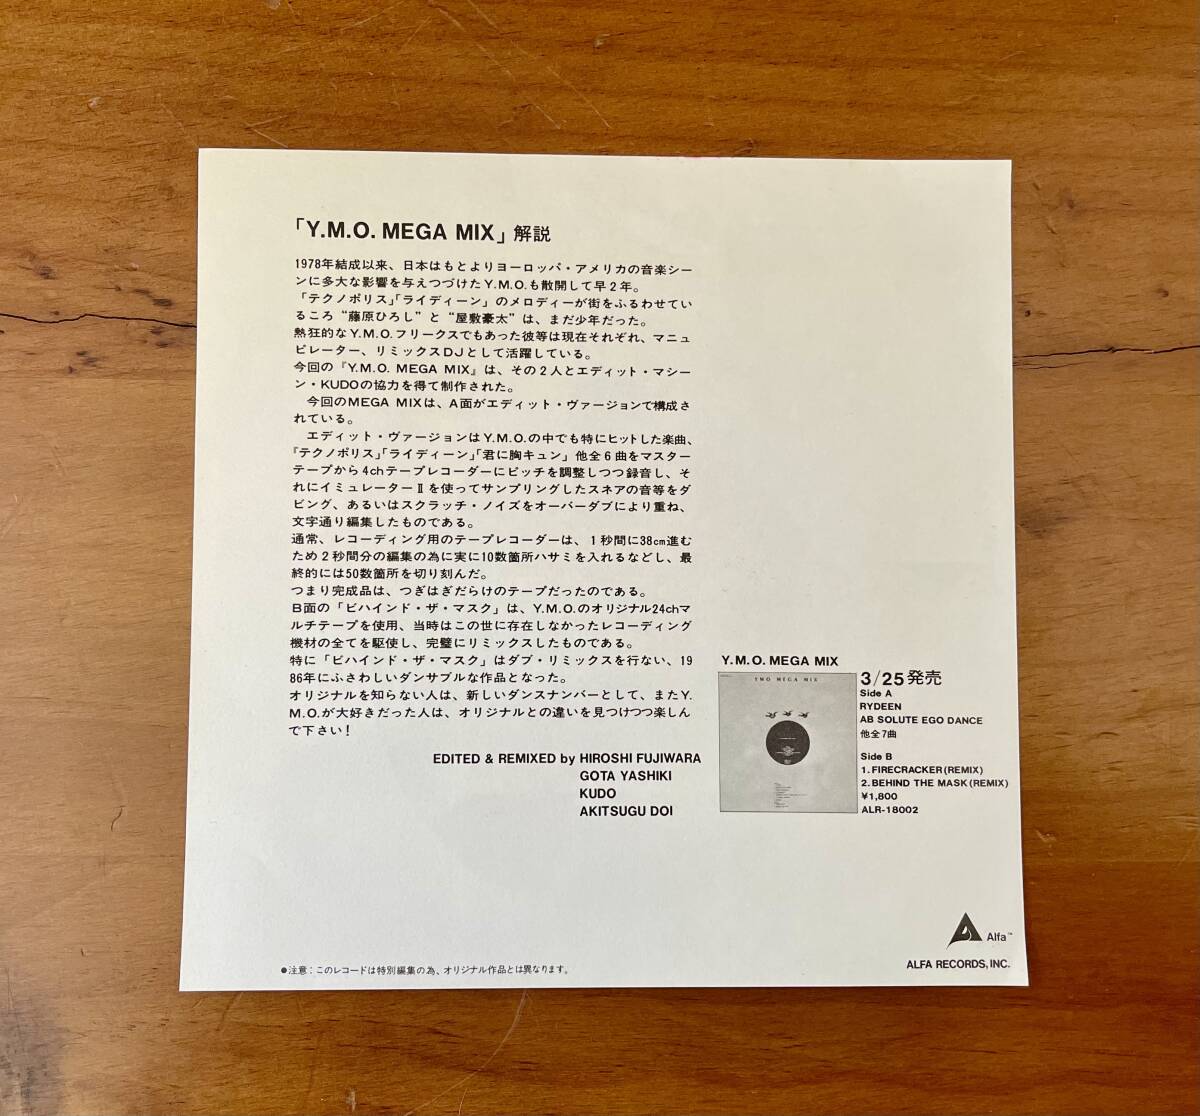 「Y.M.O. MEGA MIX」解説
1978年結成以来、日本はもとよりヨーロッパ・アメリカの音楽シー
ンに多大な影響を与えつづけたY.M.O.も散開して早2年。
「テクノポリス」「ライディーン」のメロディーが街をふるわせてい
るころ“藤原ひろし”と“屋敷豪太”は、まだ少年だった。
熱狂的なY.M.O.フリークスでもあった彼等は現在それぞれ、マニュ
ピレーター、リミックスDJとして活躍している。
今回の『Y.M.O. MEGA MIX』は、その2人とエディット・マシー
ン・KUDOの協力を得て制作された。
今回のMEGA MIXは、A面がエディット・ヴァージョンで構成さ
れている。
エディット・ヴァージョンはY.M.O.の中でも特にヒットした楽曲、
『テクノポリス」「ライディーン」「君に胸キュン」他全6曲をマスター
テープから4chテープレコーダーにピッチを調整しつつ録音し、そ
れにイミュレーターⅡを使ってサンプリングしたスネアの音等をダ
ビング、あるいはスクラッチ・ノイズをオーバーダブにより重ね、
文字通り編集したものである。
通常、レコーディング用のテープレコーダーは、1秒間に38cm進む
ため2秒間分の編集の為に実に10数箇所ハサミを入れるなどし、最
終的には50数箇所を切り刻んだ。
つまり完成品は、つぎはぎだらけのテープだったのである。
B面の「ビハインド・ザ・マスク」は、Y.M.O.のオリジナル24chマ
ルチテープを使用、当時はこの世に存在しなかったレコーディング
機材の全てを駆使し、完璧にリミックスしたものである。
特に「ビハインド・ザ・マスク」はダブ・リミックスを行ない、19
86年にふさわしいダンサブルな作品となった。
オリジナルを知らない人は、新しいダンスナンバーとして、またY.
M.O.が大好きだった人は、オリジナルとの違いを見つけつつ楽しん
で下さい!
EDITED & REMIXED by HIROSHI FUJIWARA
GOTA YASHIKI
KUDO
AKITSUGU DOI
Y.M.O. MEGA MIX
YMO MEGA MIX
3/25発売
Side A
RYDEEN
AB SOLUTE EGO DANCE
他全7曲
Side B
1. FIRECRACKER(REMIX)
2. BEHIND THE MASK(REMIX)
¥1,800
ALR-18002
Alfa™
ALFA RECORDS, INC.
●注意:このレコードは特別編集の為、オリジナル作品とは異なります。